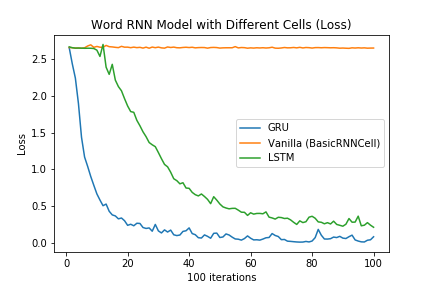 Word RNN Model with Different Cells (Loss)
2.5
2.0
1.5
1.0
0.5
0.0
Loss
GRU
Vanilla (BasicRNNCell)
LSTM
0
20
40
60
80
100
100 iterations